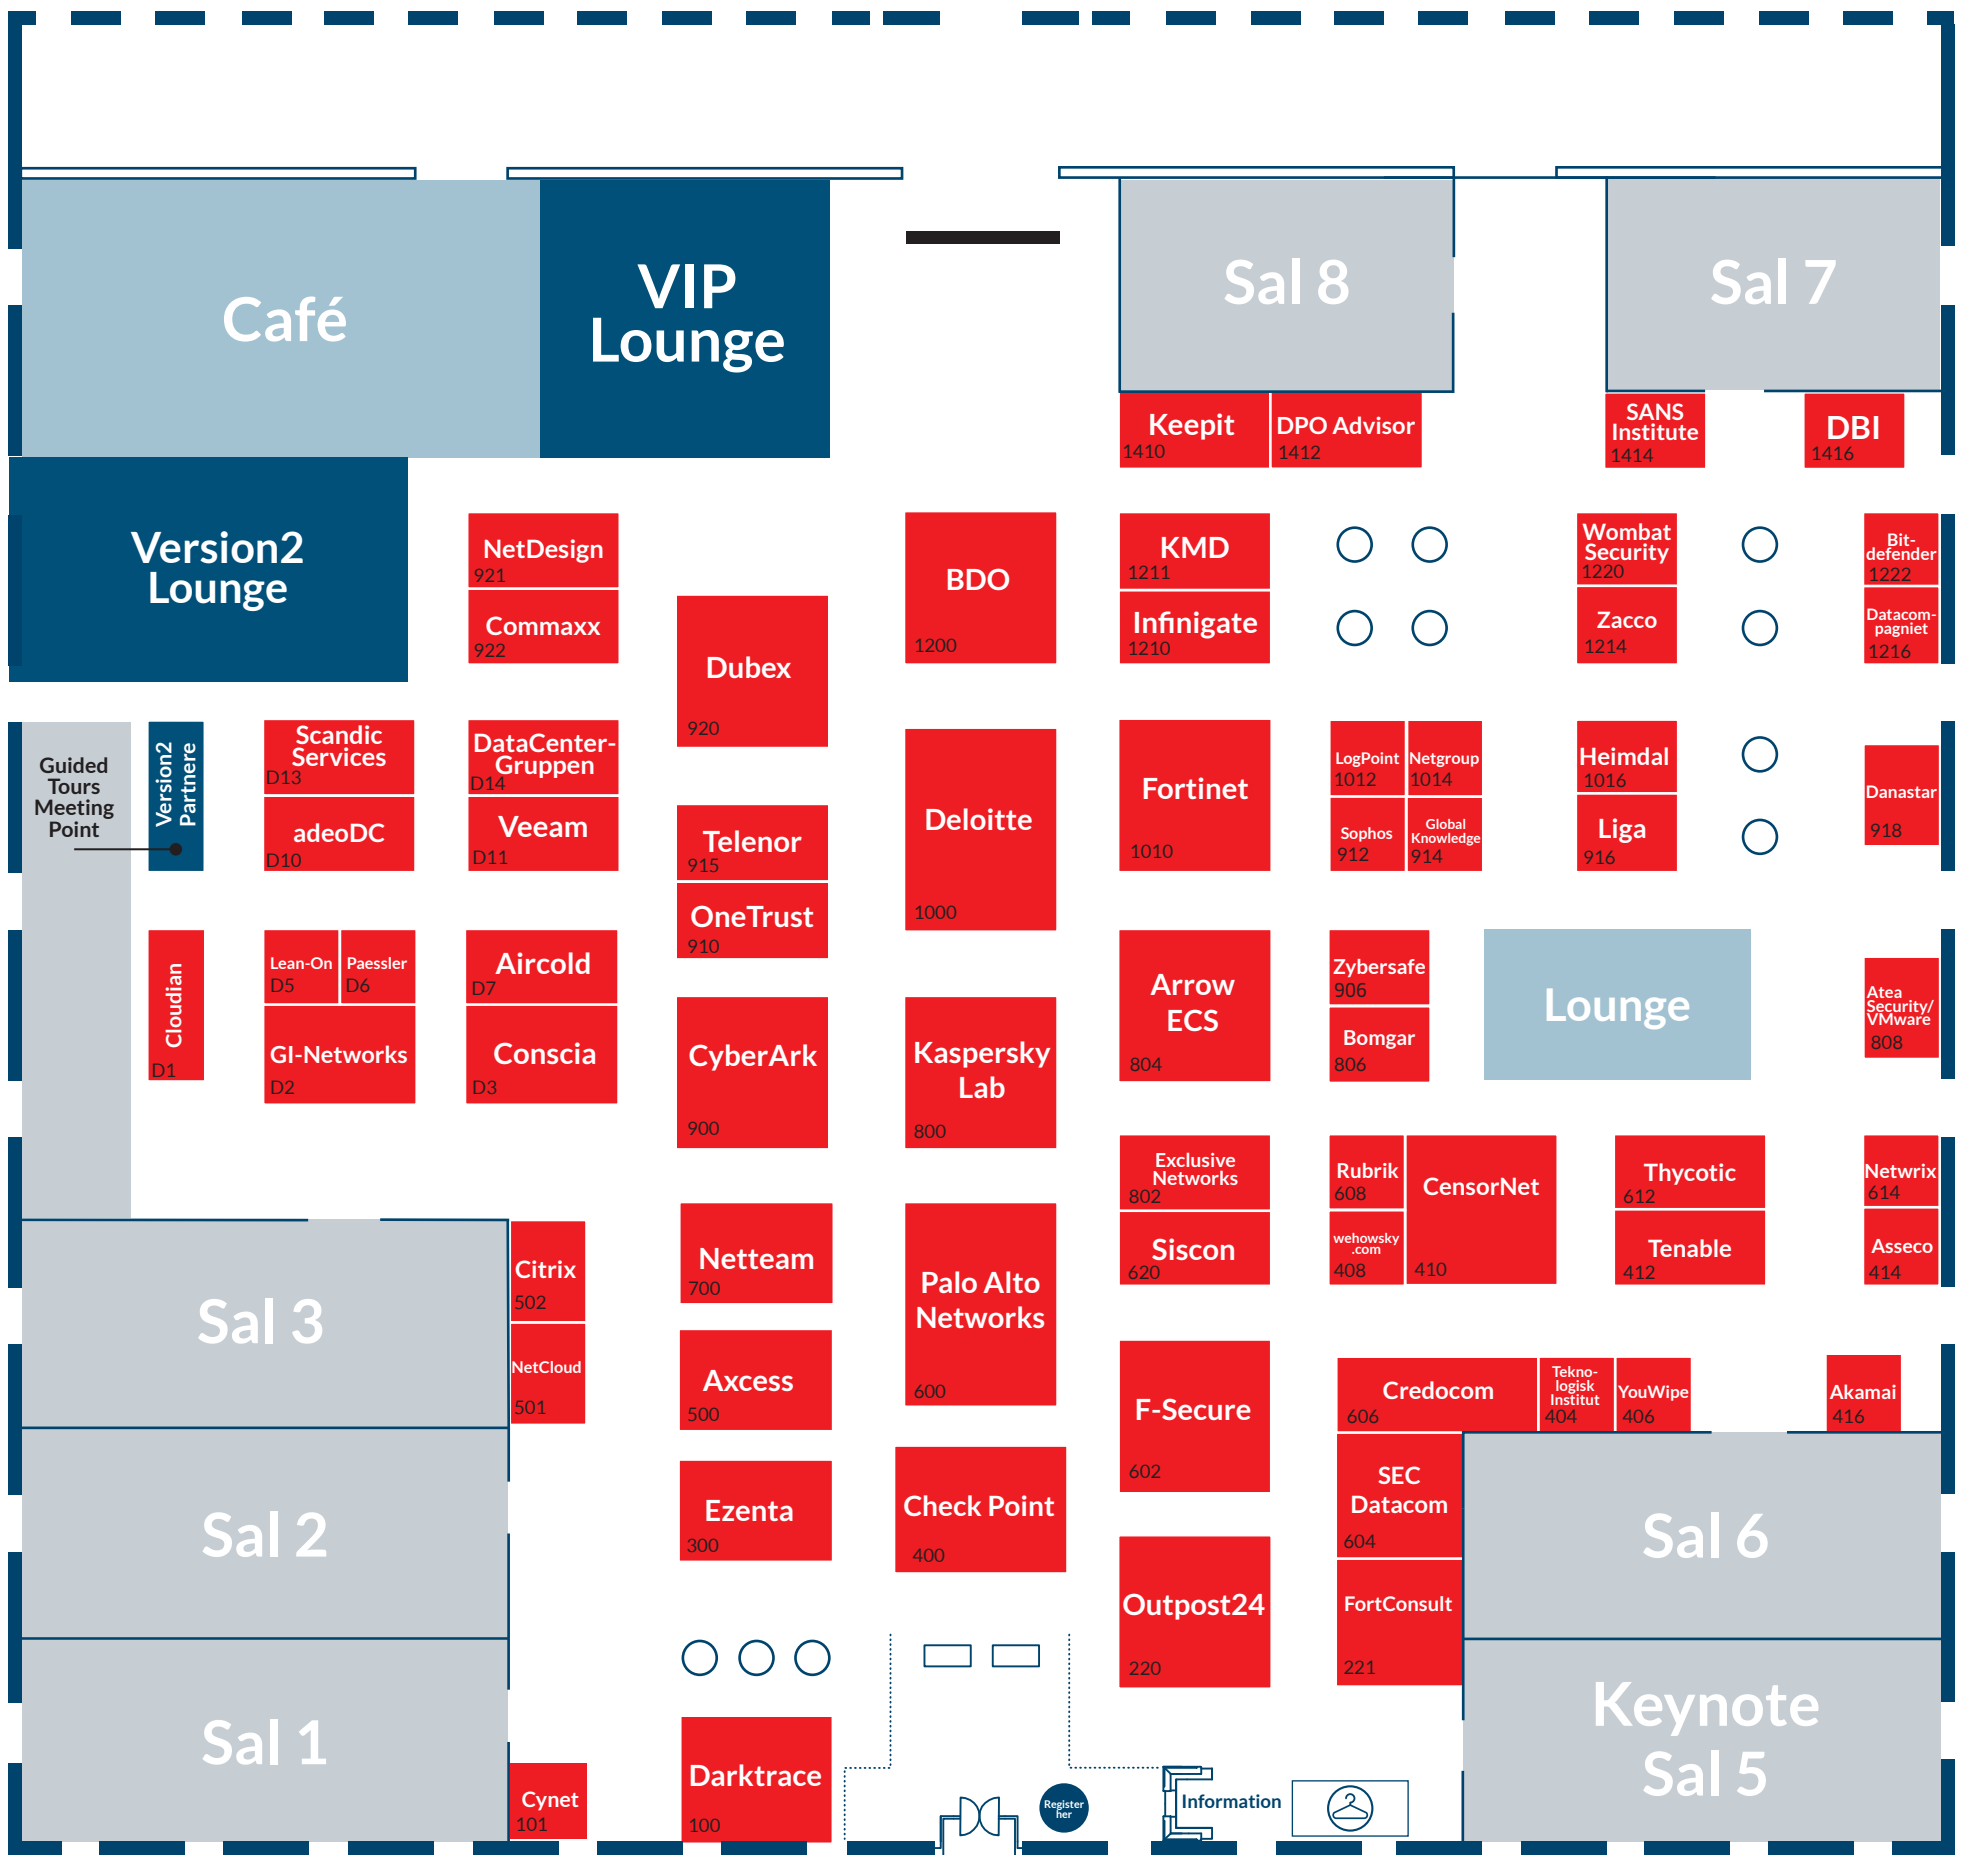 Café
VIP
Lounge
Sal 8
Sal 7
Keepit
1410
DPO Advisor
1412
SANS
Institute
1414
DBI
1416
Version2
Lounge
NetDesign
921
Commaxx
922
Dubex
920
BDO
1200
KMD
1211
Infinigate
1210
Wombat
Security
1220
Zacco
1214
Bit-
defender
1222
Datacom-
pagniet
1216
Guided
Tours
Meeting
Point
Version2
Partnere
Scandic
Services
D13
adeoDC
D10
DataCenter-
Gruppen
D14
Veeam
D11
Telenor
915
OneTrust
910
Deloitte
1000
Fortinet
1010
LogPoint
1012
Netgroup
1014
Sophos
912
Global
Knowledge
914
Heimdal
1016
Liga
916
Danastar
918
Cloudian
D1
Lean-On
D5
Paessler
D6
GI-Networks
D2
Aircold
D7
Conscia
D3
CyberArk
900
Kaspersky
Lab
800
Arrow
ECS
804
Zybersafe
906
Bomgar
806
Lounge
Atea
Security/
VMware
808
Exclusive
Networks
802
Siscon
620
Rubrik
608
wehowsky
.com
408
CensorNet
410
Thycotic
612
Tenable
412
Netwrix
614
Asseco
414
Sal 3
Citrix
502
NetCloud
501
Netteam
700
Axcess
500
Palo Alto
Networks
600
F-Secure
602
Credocom
606
Tekno-
logisk
Institut
404
YouWipe
406
Akamai
416
Sal 2
Ezenta
300
Check Point
400
SEC
Datacom
604
Sal 6
Outpost24
220
FortConsult
221
Sal 1
Cynet
101
Darktrace
100
Register
her
Information
Keynote
Sal 5